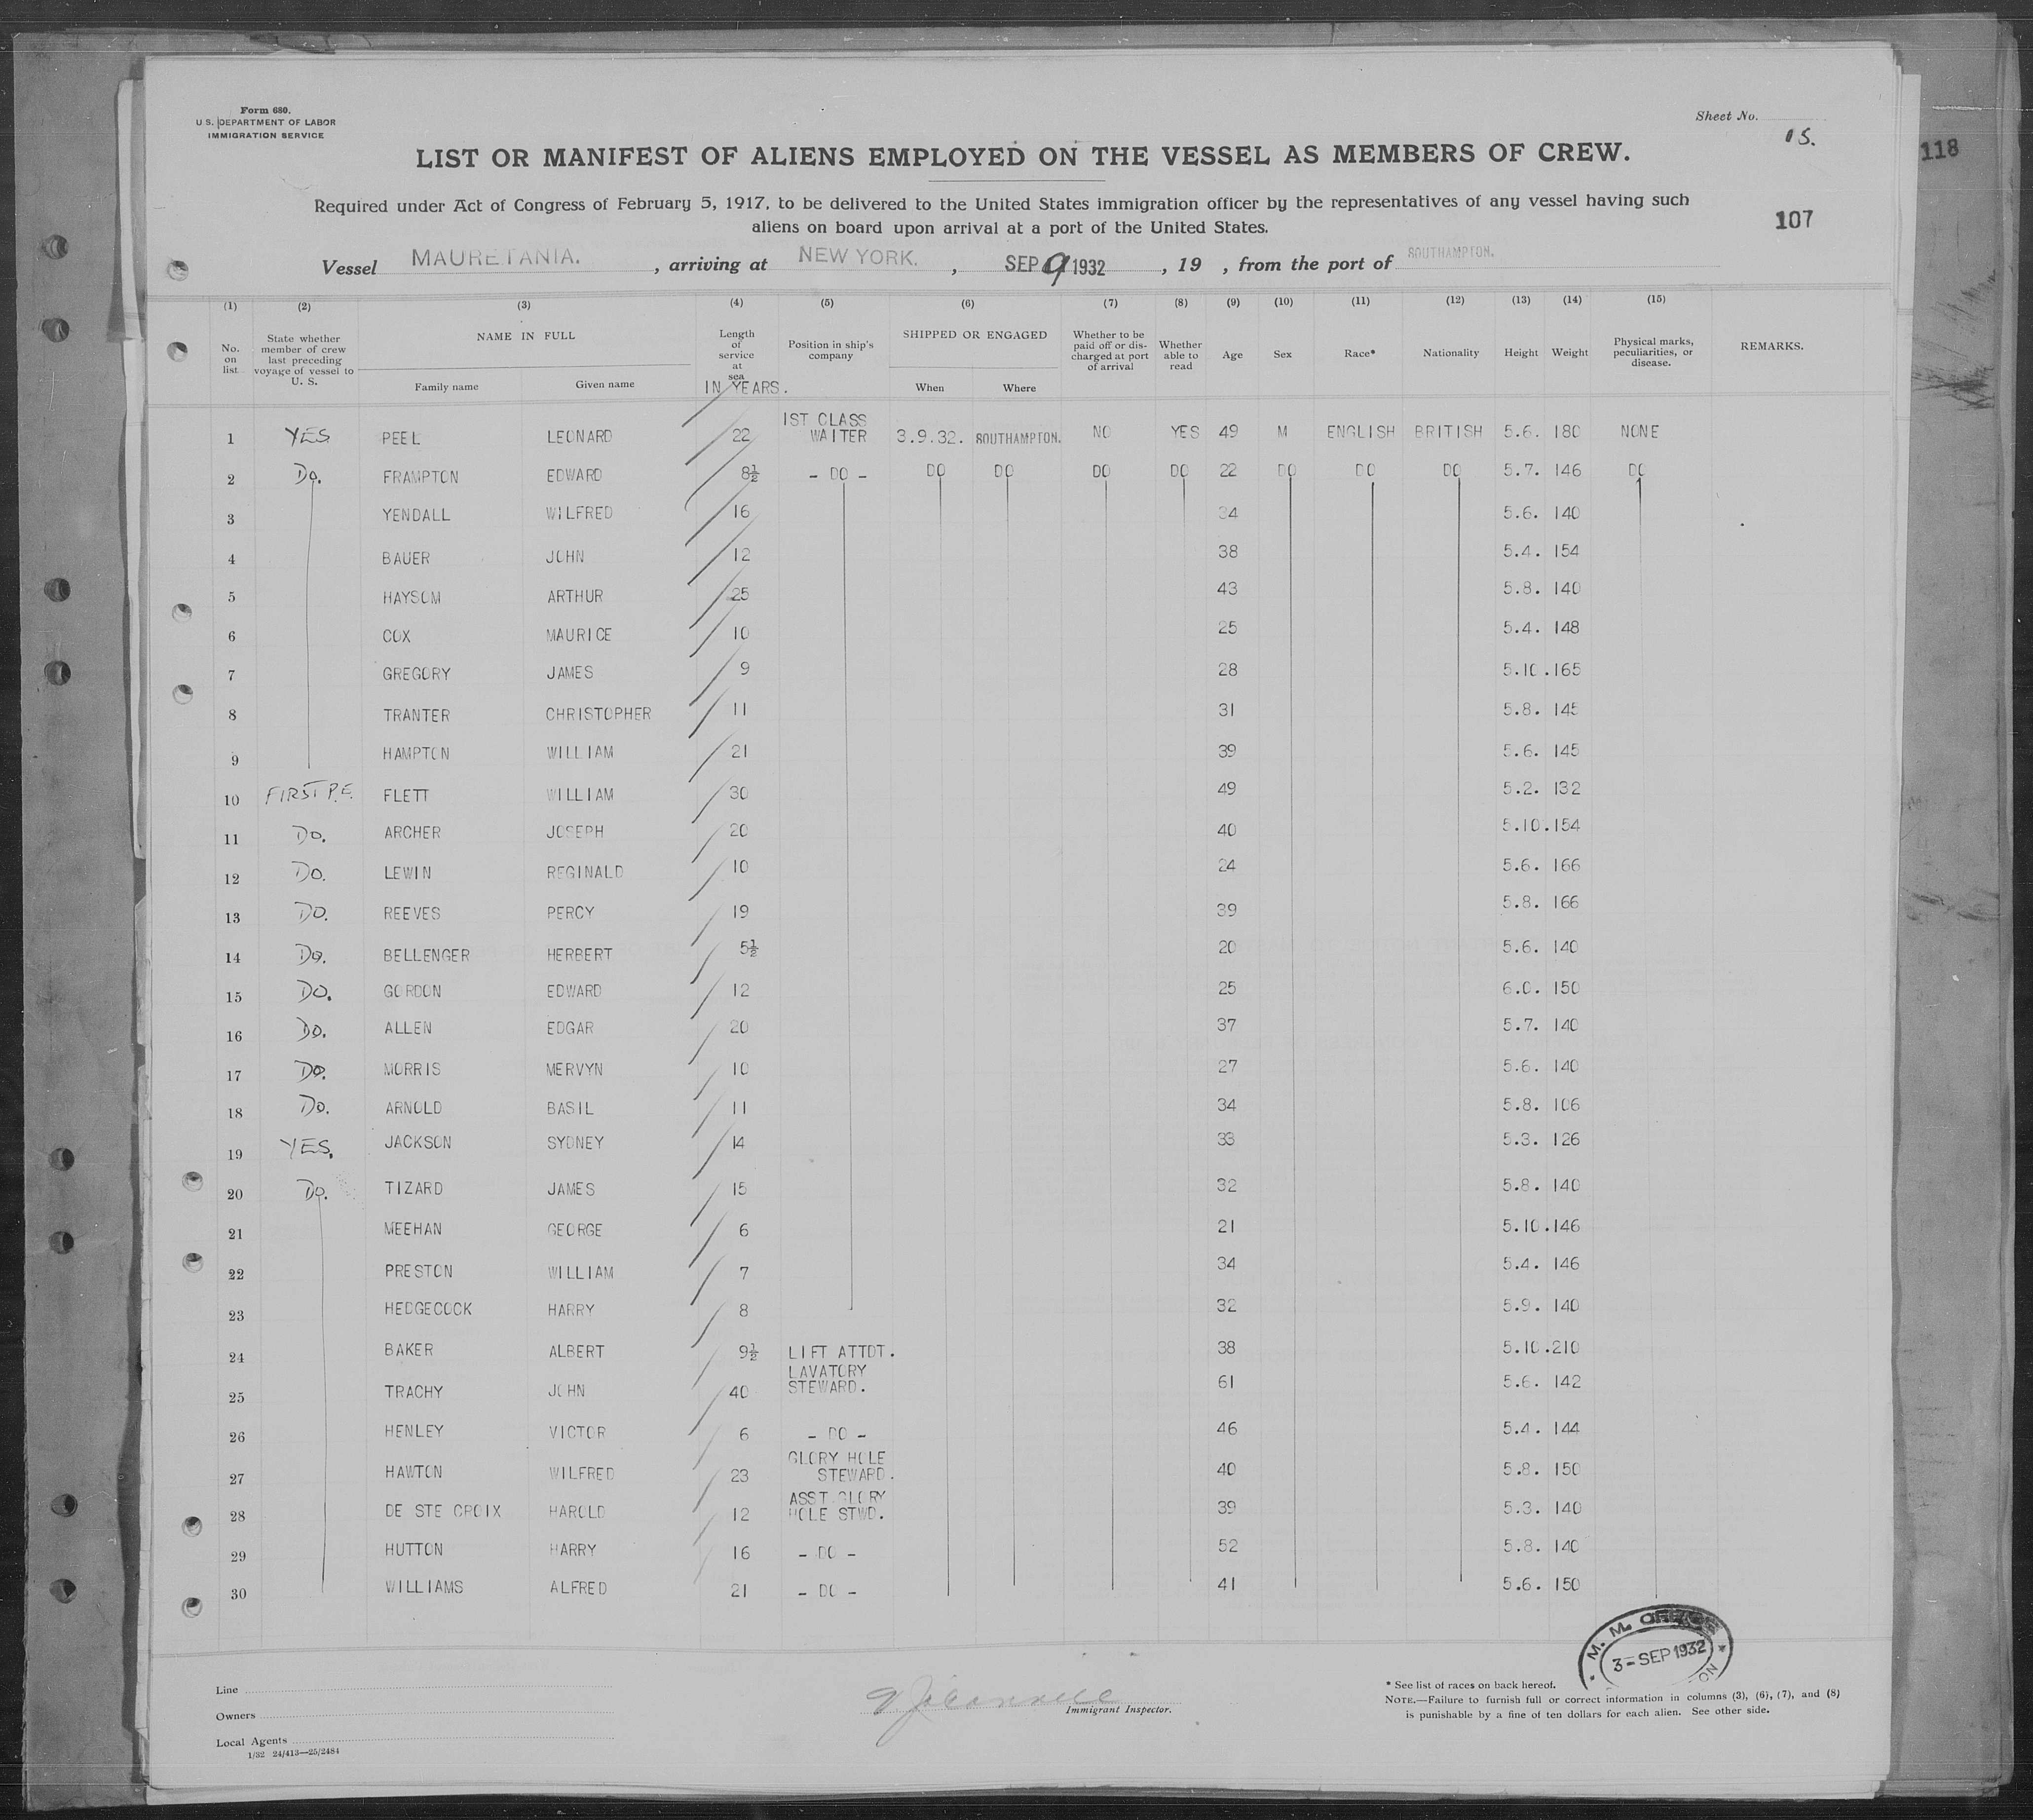 Form 680.
U.S. DEPARTMENT OF LABOR
IMMIGRATION SERVICE
Sheet No.
15.
118
LIST OR MANIFEST OF ALIENS EMPLOYED ON THE VESSEL AS MEMBERS OF CREW.
Required under Act of Congress of February 5, 1917, to be delivered to the United States immigration officer by the representatives of any vessel having such
aliens on board upon arrival at a port of the United States.
107
Vessel MAURETANIA. , arriving at NEW YORK. , SEP 9 1932 , 19 , from the port of SOUTHAMPTON.
(1) (2) (3) (4) (5) (6) (7) (8) (9) (10) (11) (12) (13) (14) (15)
No. on list State whether member of crew last preceding voyage of vessel to U. S. NAME IN FULL Family name Given name Length of service at sea IN YEARS. Position in ship's company SHIPPED OR ENGAGED When Where Whether to be paid off or discharged at port of arrival Whether able to read Age Sex Race* Nationality Height Weight Physical marks, peculiarities, or disease. REMARKS.
1 YES PEEL LEONARD 22 1ST CLASS WAITER 3.9.32. SOUTHAMPTON. NO YES 49 M ENGLISH BRITISH 5.6. 180 NONE
2 Do. FRAMPTON EDWARD 8½ - DO - DO DO DO DO 22 DO DO DO 5.7. 146 DO
3 YENDALL WILFRED 16 34 5.6. 140
4 BAUER JOHN 12 38 5.4. 154
5 HAYSOM ARTHUR 25 43 5.8. 140
6 COX MAURICE 10 25 5.4. 148
7 GREGORY JAMES 9 28 5.10. 165
8 TRANTER CHRISTOPHER 11 31 5.8. 145
9 HAMPTON WILLIAM 21 39 5.6. 145
10 FIRST P.E. FLETT WILLIAM 30 49 5.2. 132
11 Do. ARCHER JOSEPH 20 40 5.10. 154
12 Do. LEWIN REGINALD 10 24 5.6. 166
13 Do. REEVES PERCY 19 39 5.8. 166
14 Do. BELLENGER HERBERT 5½ 20 5.6. 140
15 Do. GORDON EDWARD 12 25 6.0. 150
16 Do. ALLEN EDGAR 20 37 5.7. 140
17 Do. MORRIS MERVYN 10 27 5.6. 140
18 Do. ARNOLD BASIL 11 34 5.8. 106
19 YES. JACKSON SYDNEY 14 33 5.3. 126
20 Do. TIZARD JAMES 15 32 5.8. 140
21 MEEHAN GEORGE 6 21 5.10. 146
22 PRESTON WILLIAM 7 34 5.4. 146
23 HEDGECOCK HARRY 8 32 5.9. 140
24 BAKER ALBERT 9½ LIFT ATTDT. 38 5.10. 210
25 TRACHY JOHN 40 LAVATORY STEWARD. 61 5.6. 142
26 HENLEY VICTOR 6 - DO - 46 5.4. 144
27 HAWTON WILFRED 23 GLORY HOLE STEWARD. 40 5.8. 150
28 DE STE CROIX HAROLD 12 ASST GLORY HOLE STWD. 39 5.3. 140
29 HUTTON HARRY 16 - DO - 52 5.8. 140
30 WILLIAMS ALFRED 21 - DO - 41 5.6. 150
M. M. OFFICE
3-SEP 1932
Line
Owners
Local Agents
1/32 24/413—25/2484
Immigrant Inspector.
* See list of races on back hereof.
NOTE.—Failure to furnish full or correct information in columns (3), (6), (7), and (8)
is punishable by a fine of ten dollars for each alien. See other side.